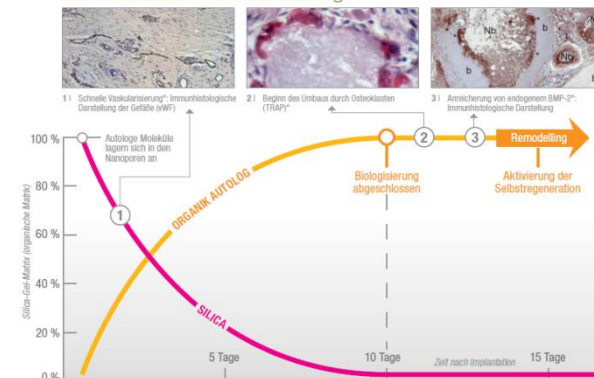 Nb
b
b
Nb
b
1 | Schnelle Vaskularisierung*: Immunhistologische
Darstellung der Gefäße (vWF)
2 | Beginn des Umbaus durch Osteoklasten
(TRAP)*
3 | Anreicherung von endogenem BMP-2*:
Immunhistologische Darstellung
100 %
80 %
60 %
40 %
20 %
0 %
Silica-Gel-Matrix (organische Matrix)
Autologe Moleküle
lagern sich in den
Nanoporen an
1
ORGANIK AUTOLOG
SILICA
2
3
Remodelling
Biologisierung
abgeschlossen
Aktivierung der
Selbstregeneration
5 Tage
10 Tage
Zeit nach Implantation
15 Tage